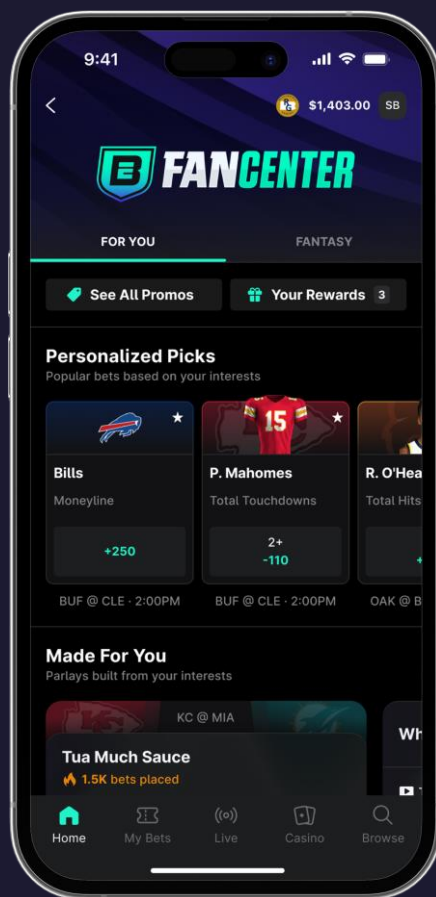 9:41
$1,403.00 SB
FANCENTER
FOR YOU FANTASY
See All Promos Your Rewards 3
Personalized Picks
Popular bets based on your interests
15
Bills P. Mahomes R. O'Hea
Moneyline Total Touchdowns Total Hits
2+
+250 -110 +
BUF @ CLE · 2:00PM BUF @ CLE · 2:00PM OAK @ B
Made For You
Parlays built from your interests
KC @ MIA
Tua Much Sauce Wh
1.5K bets placed
Home My Bets Live Casino Browse